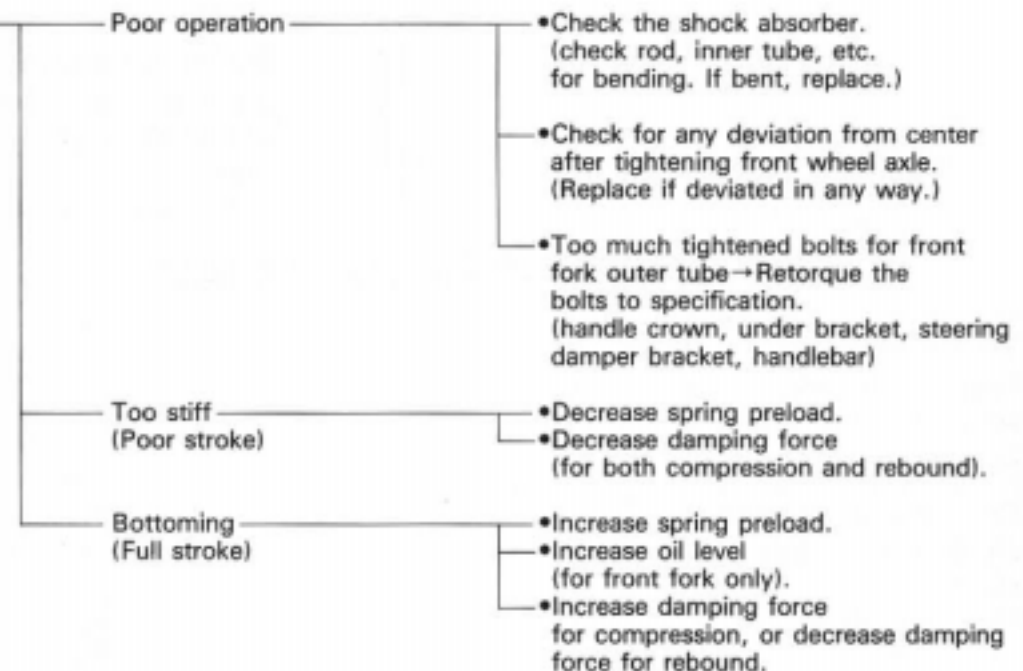 Poor operation
•Check the shock absorber.
(check rod, inner tube, etc.
for bending. If bent, replace.)
•Check for any deviation from center
after tightening front wheel axle.
(Replace if deviated in any way.)
•Too much tightened bolts for front
fork outer tube→Retorque the
bolts to specification.
(handle crown, under bracket, steering
damper bracket, handlebar)
Too stiff
(Poor stroke)
•Decrease spring preload.
•Decrease damping force
(for both compression and rebound).
Bottoming
(Full stroke)
•Increase spring preload.
•Increase oil level
(for front fork only).
•Increase damping force
for compression, or decrease damping
force for rebound.